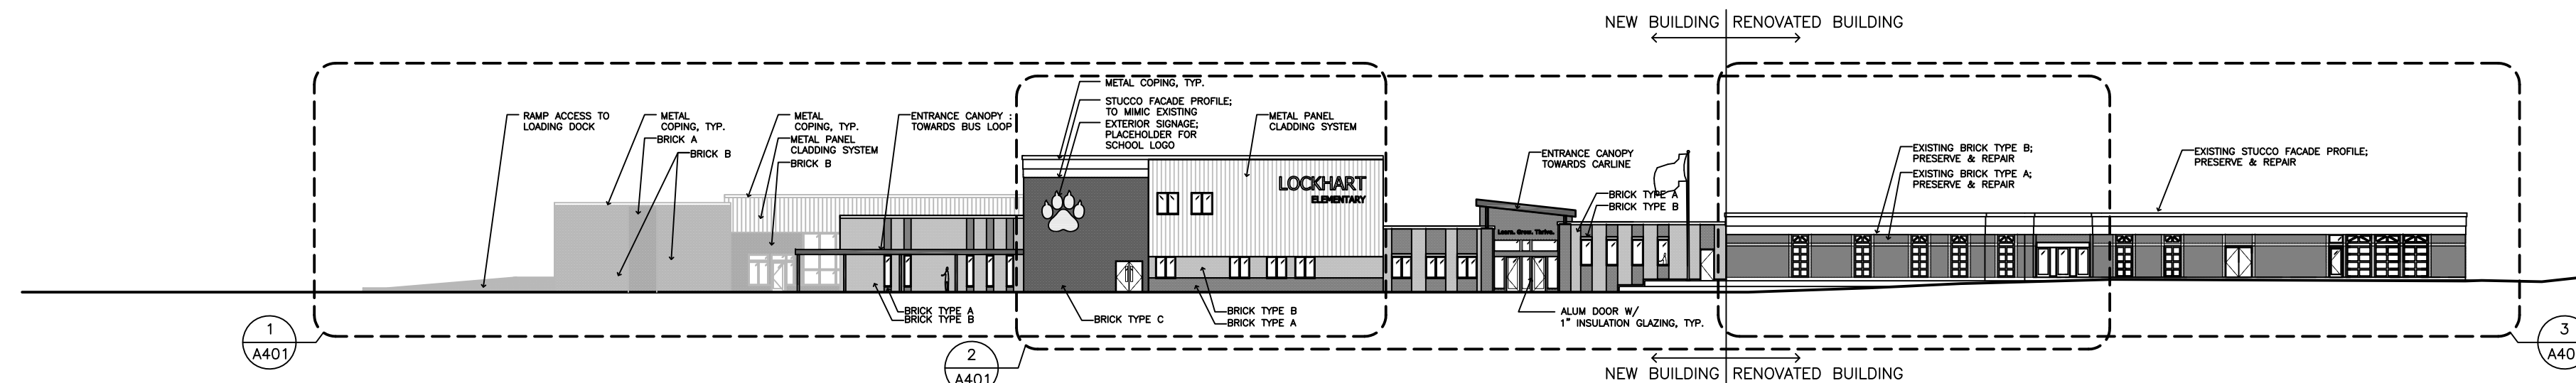 NEW BUILDING RENOVATED BUILDING
RAMP ACCESS TO
LOADING DOCK
METAL
COPING, TYP.
BRICK A
BRICK B
METAL
COPING, TYP.
METAL PANEL
CLADDING SYSTEM
BRICK B
ENTRANCE CANOPY :
TOWARDS BUS LOOP
METAL COPING, TYP.
STUCCO FACADE PROFILE;
TO MIMIC EXISTING
EXTERIOR SIGNAGE;
PLACEHOLDER FOR
SCHOOL LOGO
METAL PANEL
CLADDING SYSTEM
LOCKHART
ELEMENTARY
ENTRANCE CANOPY
TOWARDS CARLINE
BRICK TYPE A
BRICK TYPE B
Learn. Grow. Thrive.
EXISTING BRICK TYPE B;
PRESERVE & REPAIR
EXISTING BRICK TYPE A;
PRESERVE & REPAIR
EXISTING STUCCO FACADE PROFILE;
PRESERVE & REPAIR
BRICK TYPE A
BRICK TYPE B
BRICK TYPE C
BRICK TYPE B
BRICK TYPE A
ALUM DOOR W/
1" INSULATION GLAZING, TYP.
1
A401
2
A401
3
A40
NEW BUILDING RENOVATED BUILDING